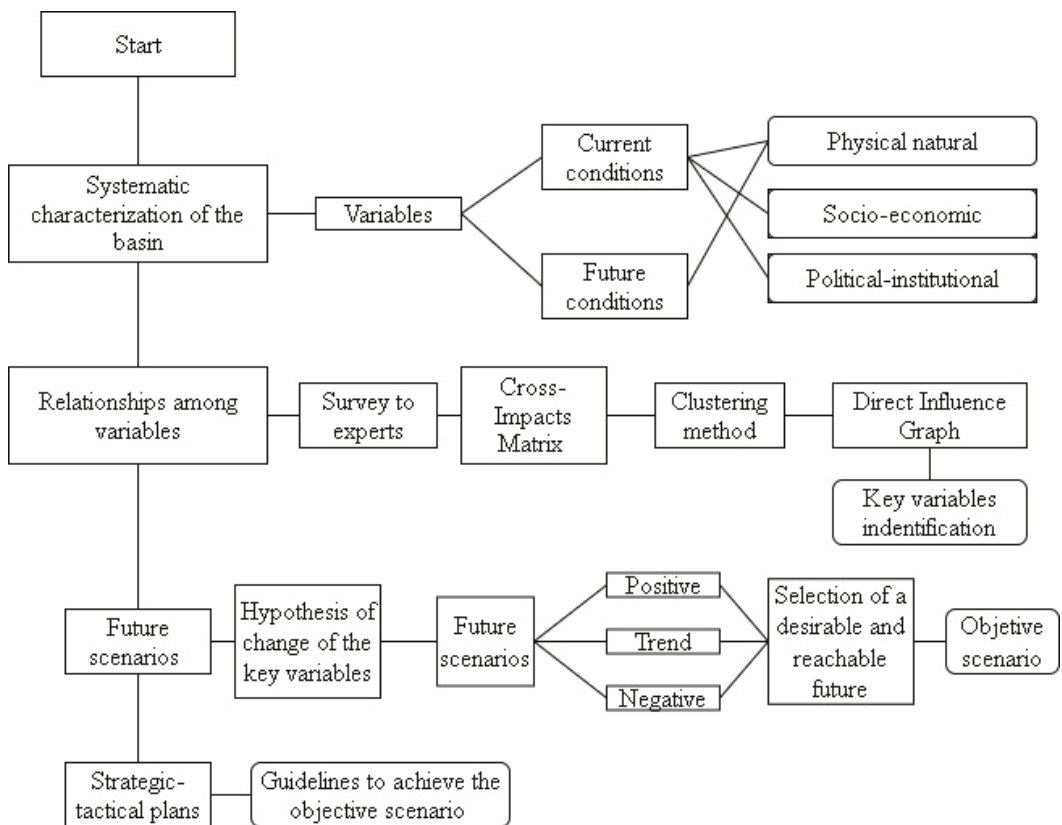 Start
Systematic
characterization of the
basin
Variables
Current
conditions
Future
conditions
Physical natural
Socio-economic
Political-institutional
Relationships among
variables
Survey to
experts
Cross-
Impacts
Matrix
Clustering
method
Direct Influence
Graph
Key variables
indentification
Future
scenarios
Hypothesis of
change of the
key variables
Future
scenarios
Positive
Trend
Negative
Selection of a
desirable and
reachable
future
Objetive
scenario
Strategic-
tactical plans
Guidelines to achieve the
objective scenario